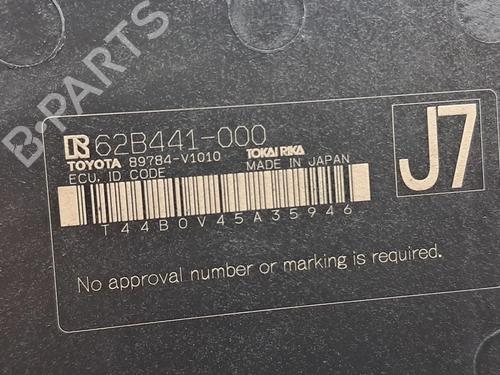 B-PARTS
62B441-000
TOYOTA 89784-V1010 TOKAI RIKA
ECU. ID CODE MADE IN JAPAN
J7
T44B0V45A35946
No approval number or marking is required.